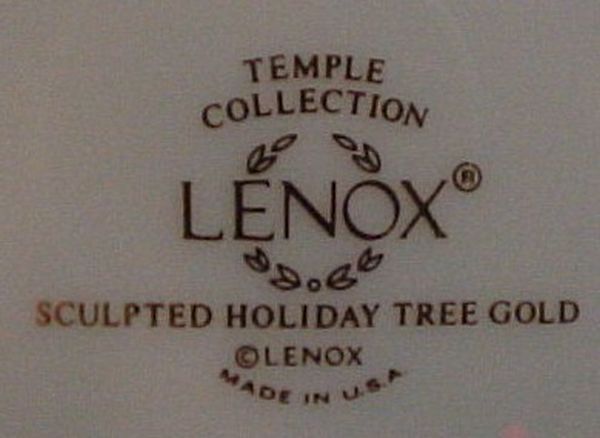 TEMPLE
COLLECTION
LENOX®
SCULPTED HOLIDAY TREE GOLD
©LENOX
MADE IN U.S.A.